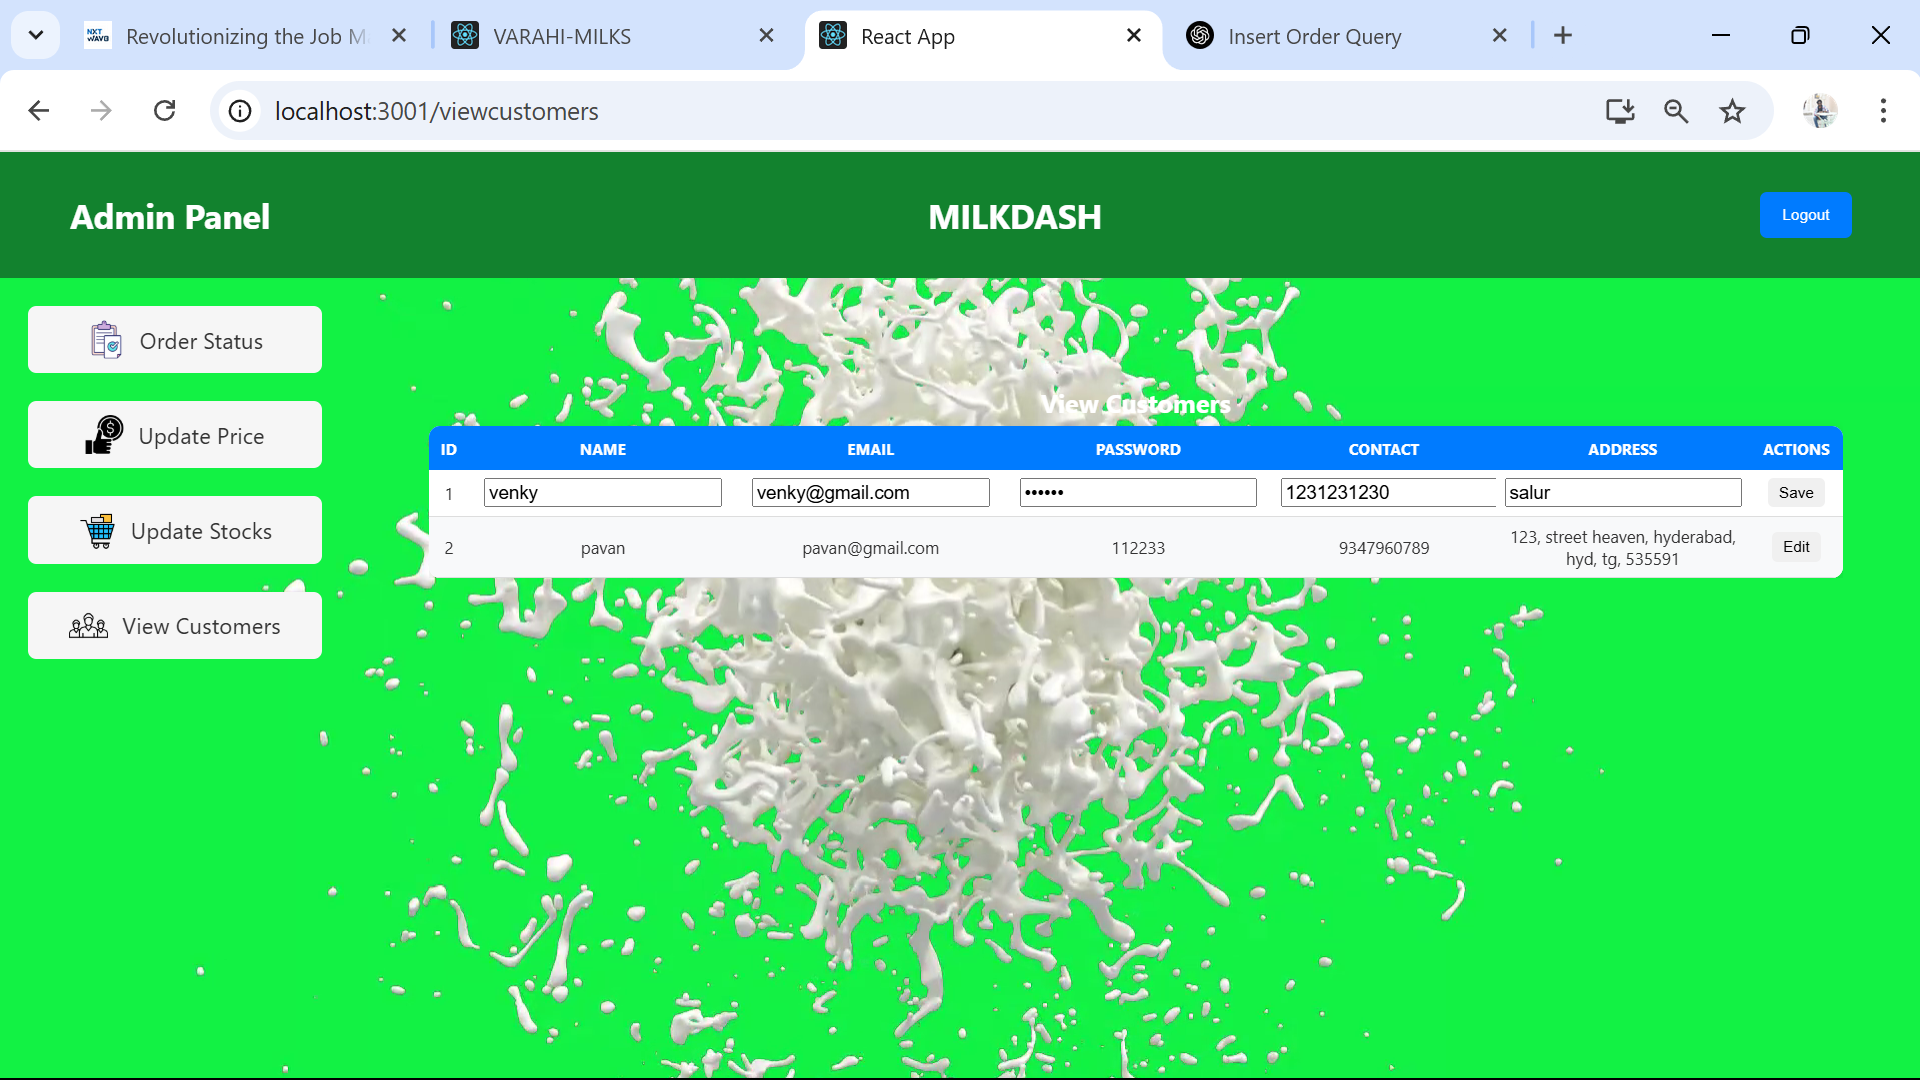 Revolutionizing the Job M
VARAHI-MILKS
React App
Insert Order Query
localhost:3001/viewcustomers
Admin Panel
MILKDASH
Logout
Order Status
Update Price
Update Stocks
View Customers
View Customers
ID NAME EMAIL PASSWORD CONTACT ADDRESS ACTIONS
1 venky venky@gmail.com •••••• 1231231230 salur Save
2 pavan pavan@gmail.com 112233 9347960789 123, street heaven, hyderabad, Edit
hyd, tg, 535591